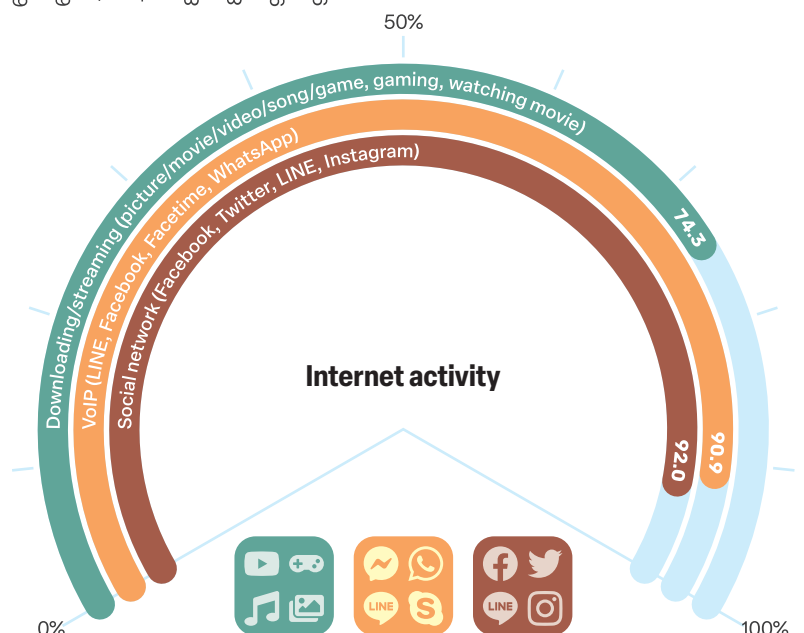 50%
Downloading/streaming (picture/movie/video/song/game, gaming, watching movie)
74.3
VoIP (LINE, Facebook, Facetime, WhatsApp)
90.9
Social network (Facebook, Twitter, LINE, Instagram)
92.0
Internet activity
LINE
LINE
0%
100%